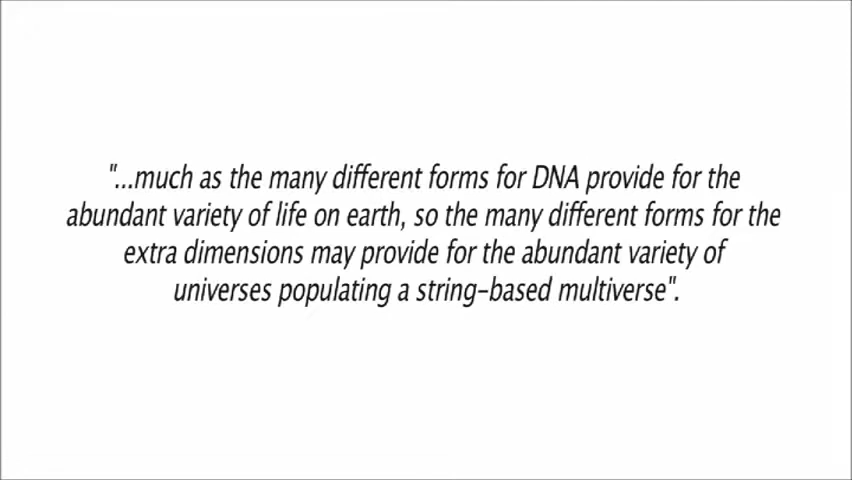 "...much as the many different forms for DNA provide for the
abundant variety of life on earth, so the many different forms for the
extra dimensions may provide for the abundant variety of
universes populating a string-based multiverse".